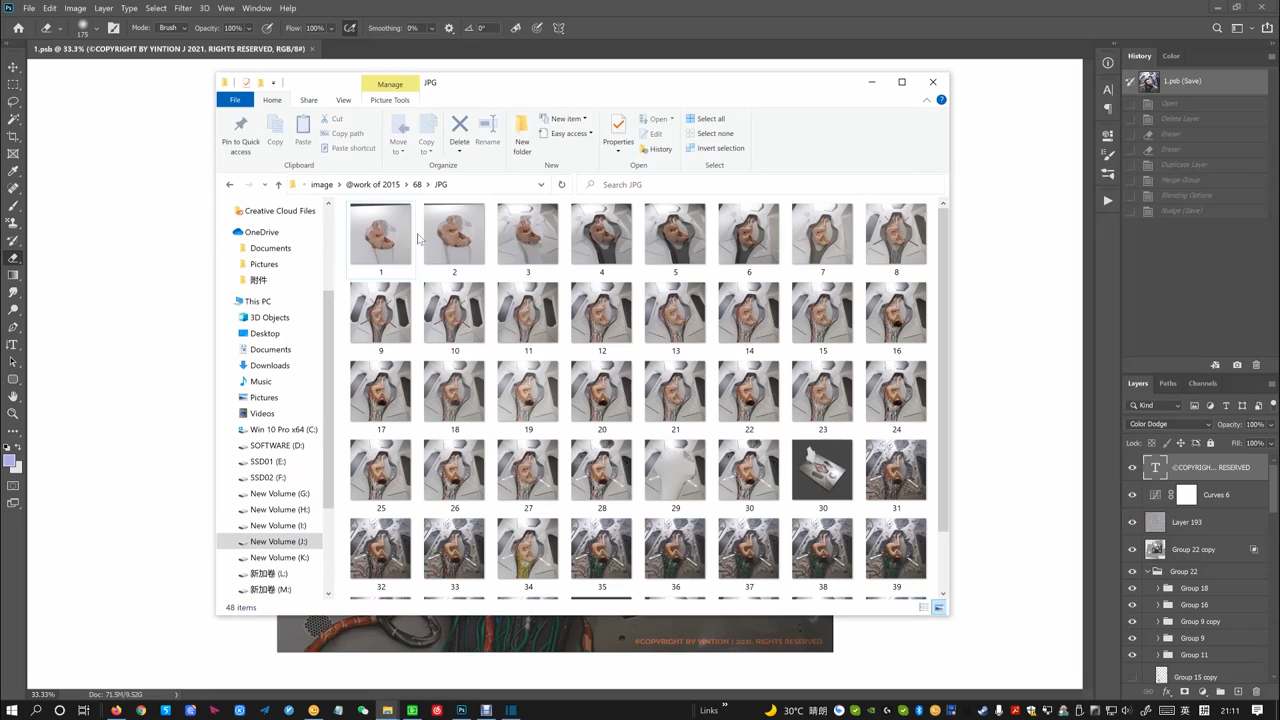 File Edit Image Layer Type Select Filter 3D View Window Help
175 Mode: Brush Opacity: 100% Flow: 100% Smoothing: 0% 0°
1.psb @ 33.3% (©COPYRIGHT BY YINTION J 2021. RIGHTS RESERVED, RGB/8#) ×
History Color
1.psb (Save)
Open
Delete Layer
Eraser
Eraser
Duplicate Layer
Merge Group
Blending Options
Nudge (Save)
Manage JPG
File Home Share View Picture Tools
Pin to Quick access
Copy
Paste
Cut
Copy path
Paste shortcut
Clipboard
Move to
Copy to
Delete
Rename
Organize
New folder
New item
Easy access
New
Properties
Open
Edit
History
Open
Select all
Select none
Invert selection
Select
image > @work of 2015 > 68 > JPG
Search JPG
Creative Cloud Files
OneDrive
Documents
Pictures
附件
This PC
3D Objects
Desktop
Documents
Downloads
Music
Pictures
Videos
Win 10 Pro x64 (C:)
SOFTWARE (D:)
SSD01 (E:)
SSD02 (F:)
New Volume (G:)
New Volume (H:)
New Volume (I:)
New Volume (J:)
New Volume (K:)
新加卷 (L:)
新加卷 (M:)
1 2 3 4 5 6 7 8
9 10 11 12 13 14 15 16
17 18 19 20 21 22 23 24
25 26 27 28 29 30 30 31
32 33 34 35 36 37 38 39
48 items
©COPYRIGHT BY YINTION J 2021. RIGHTS RESERVED
Layers Paths Channels
Kind
Color Dodge Opacity: 100%
Lock: Fill: 100%
©COPYRIGH... RESERVED
Curves 6
Layer 193
Group 22 copy
Group 22
Group 18
Group 16
Group 9 copy
Group 9
Group 11
Group 15 copy
33.33% Doc: 71.5M/9.52G
Links 30°C 晴朗 21:11